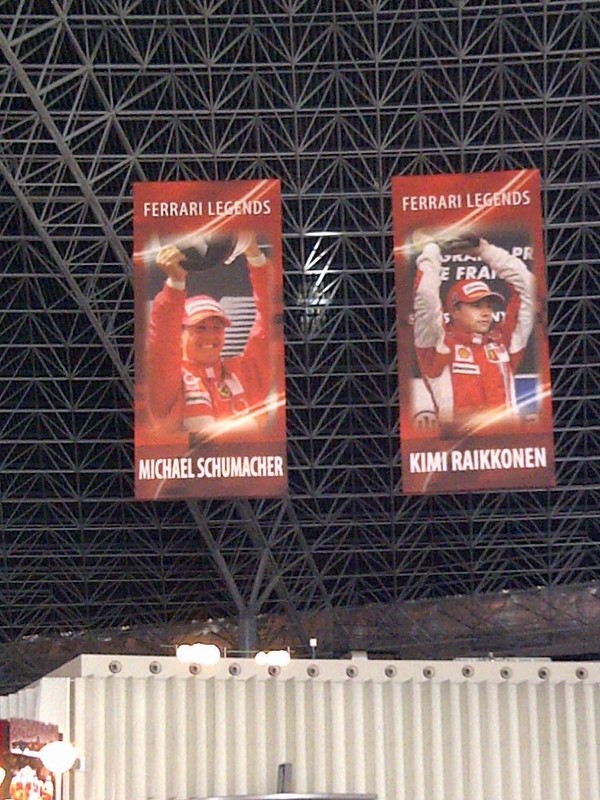 FERRARI LEGENDS
MICHAEL SCHUMACHER
FERRARI LEGENDS
KIMI RAIKKONEN